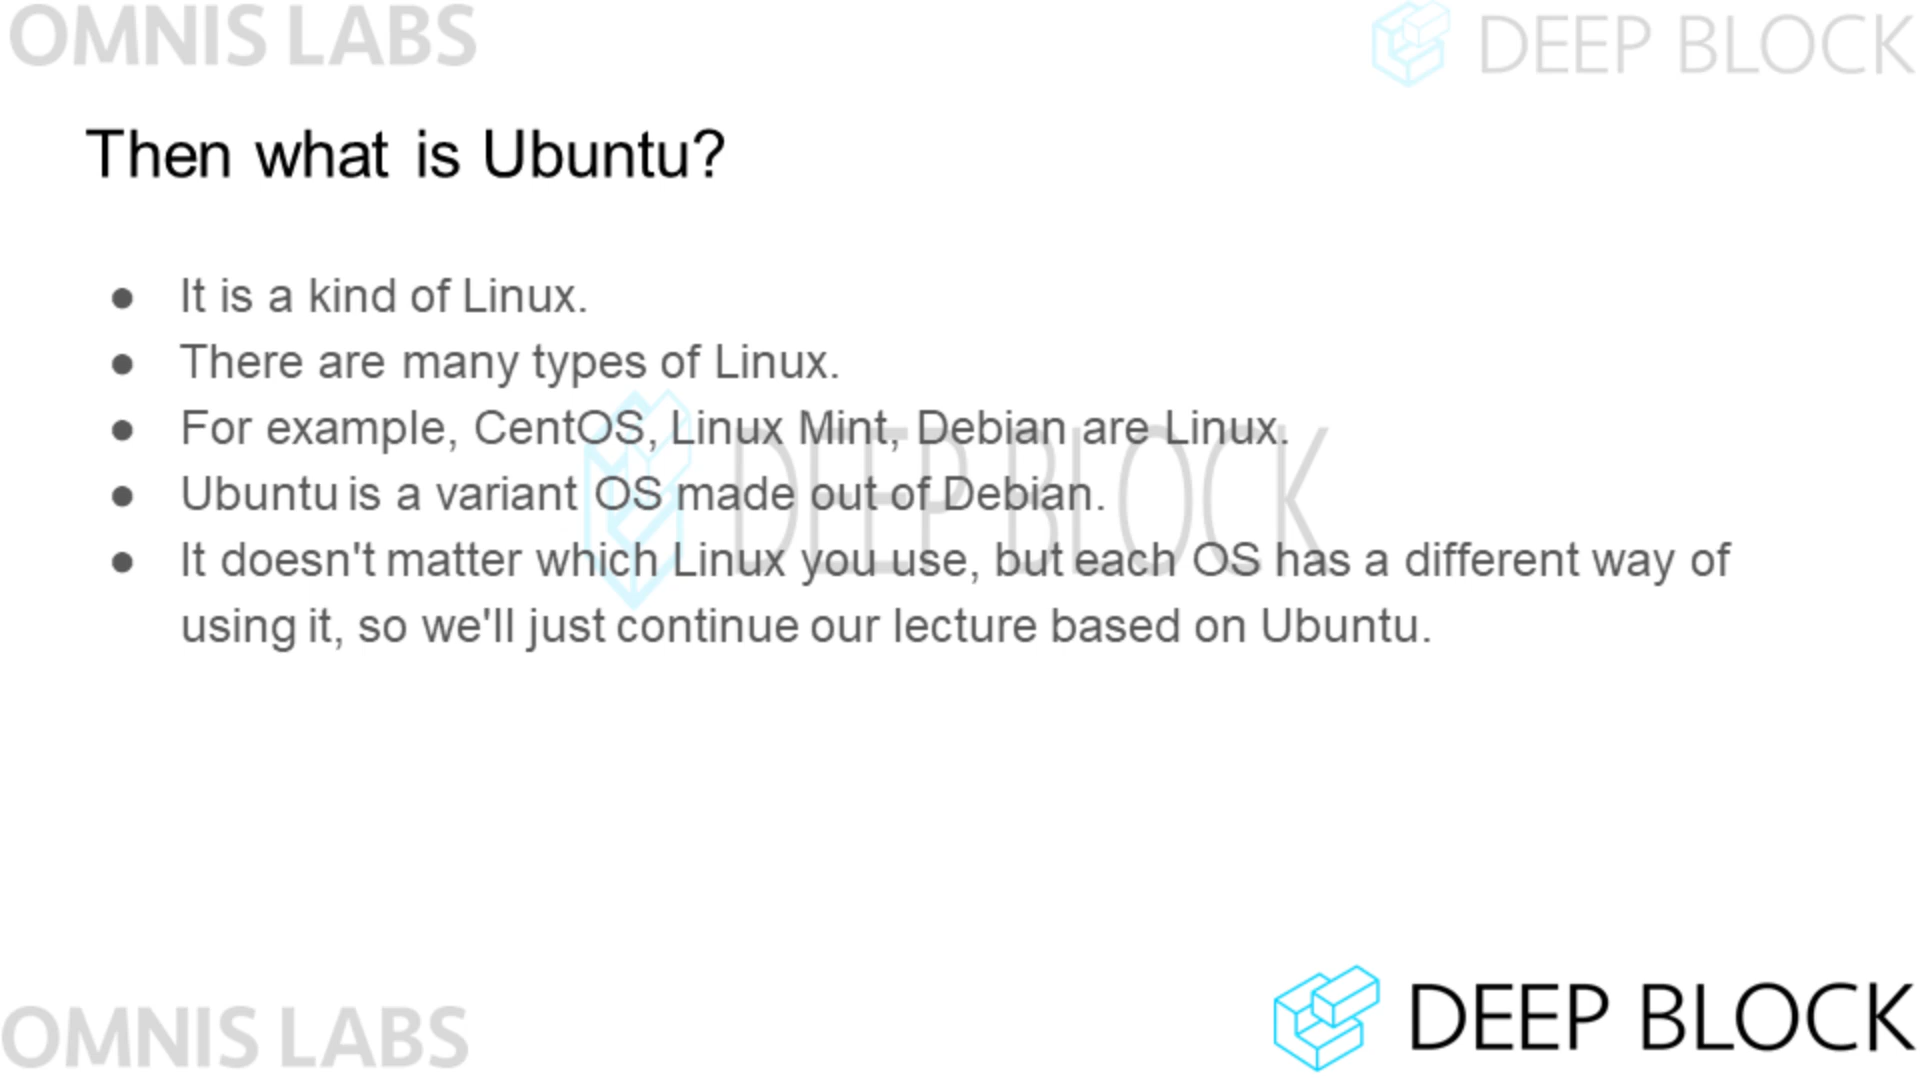 OMNIS LABS
DEEP BLOCK
Then what is Ubuntu?
● It is a kind of Linux.
● There are many types of Linux.
● For example, CentOS, Linux Mint, Debian are Linux.
● Ubuntu is a variant OS made out of Debian.
● It doesn't matter which Linux you use, but each OS has a different way of
using it, so we'll just continue our lecture based on Ubuntu.
DEEP BLOCK
OMNIS LABS
DEEP BLOCK